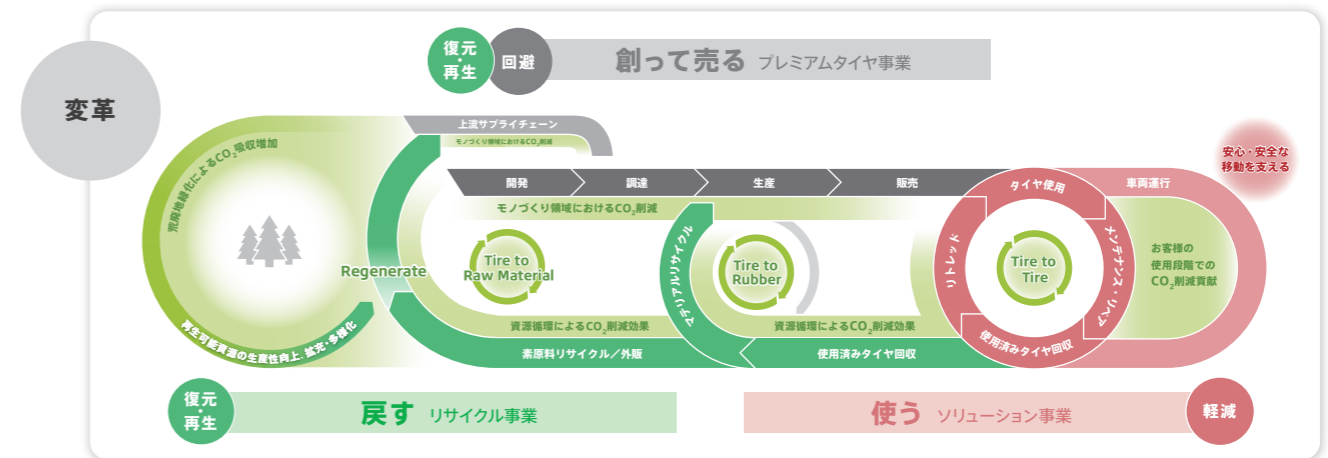 変革
復元
・
再生
回避
創って売る プレミアムタイヤ事業
上流サプライチェーン
モノづくり領域におけるCO2削減
荒廃地緑化によるCO2吸収増加
安心・安全な
移動を支える
開発
調達
生産
販売
タイヤ使用
車両運行
モノづくり領域におけるCO2削減
Regenerate
Tire to
Raw Material
マテリアルリサイクル
Tire to
Rubber
リトレッド
Tire to
Tire
メンテナンス・リペア
お客様の
使用段階での
CO2削減貢献
再生可能資源の生産性向上、拡充・多様化
資源循環によるCO2削減効果
資源循環によるCO2削減効果
使用済みタイヤ回収
素原料リサイクル／外販
使用済みタイヤ回収
復元
・
再生
戻す リサイクル事業
使う ソリューション事業
軽減